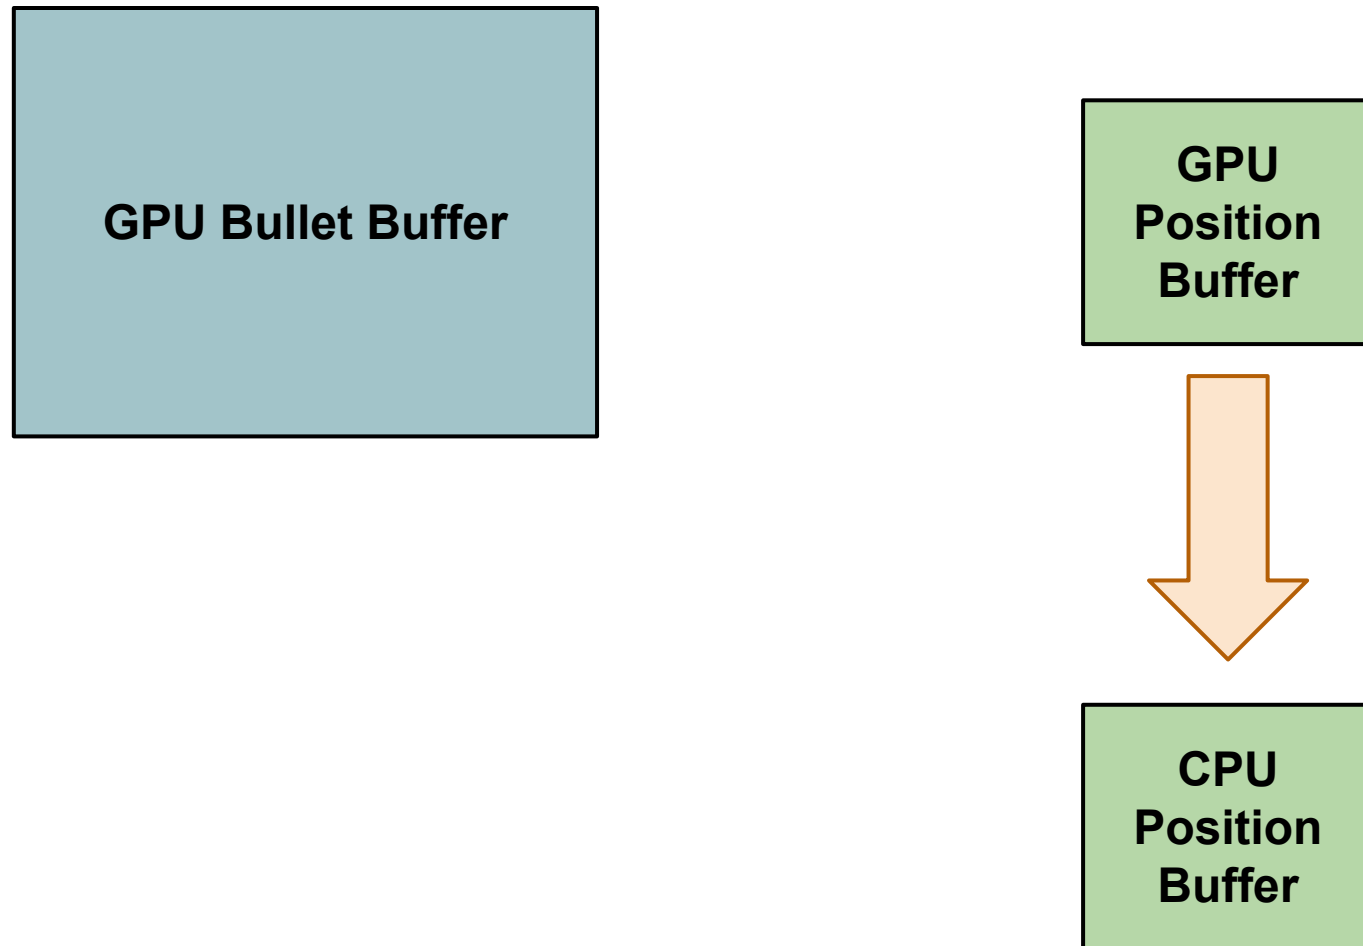 GPU Bullet Buffer
GPU
Position
Buffer
CPU
Position
Buffer